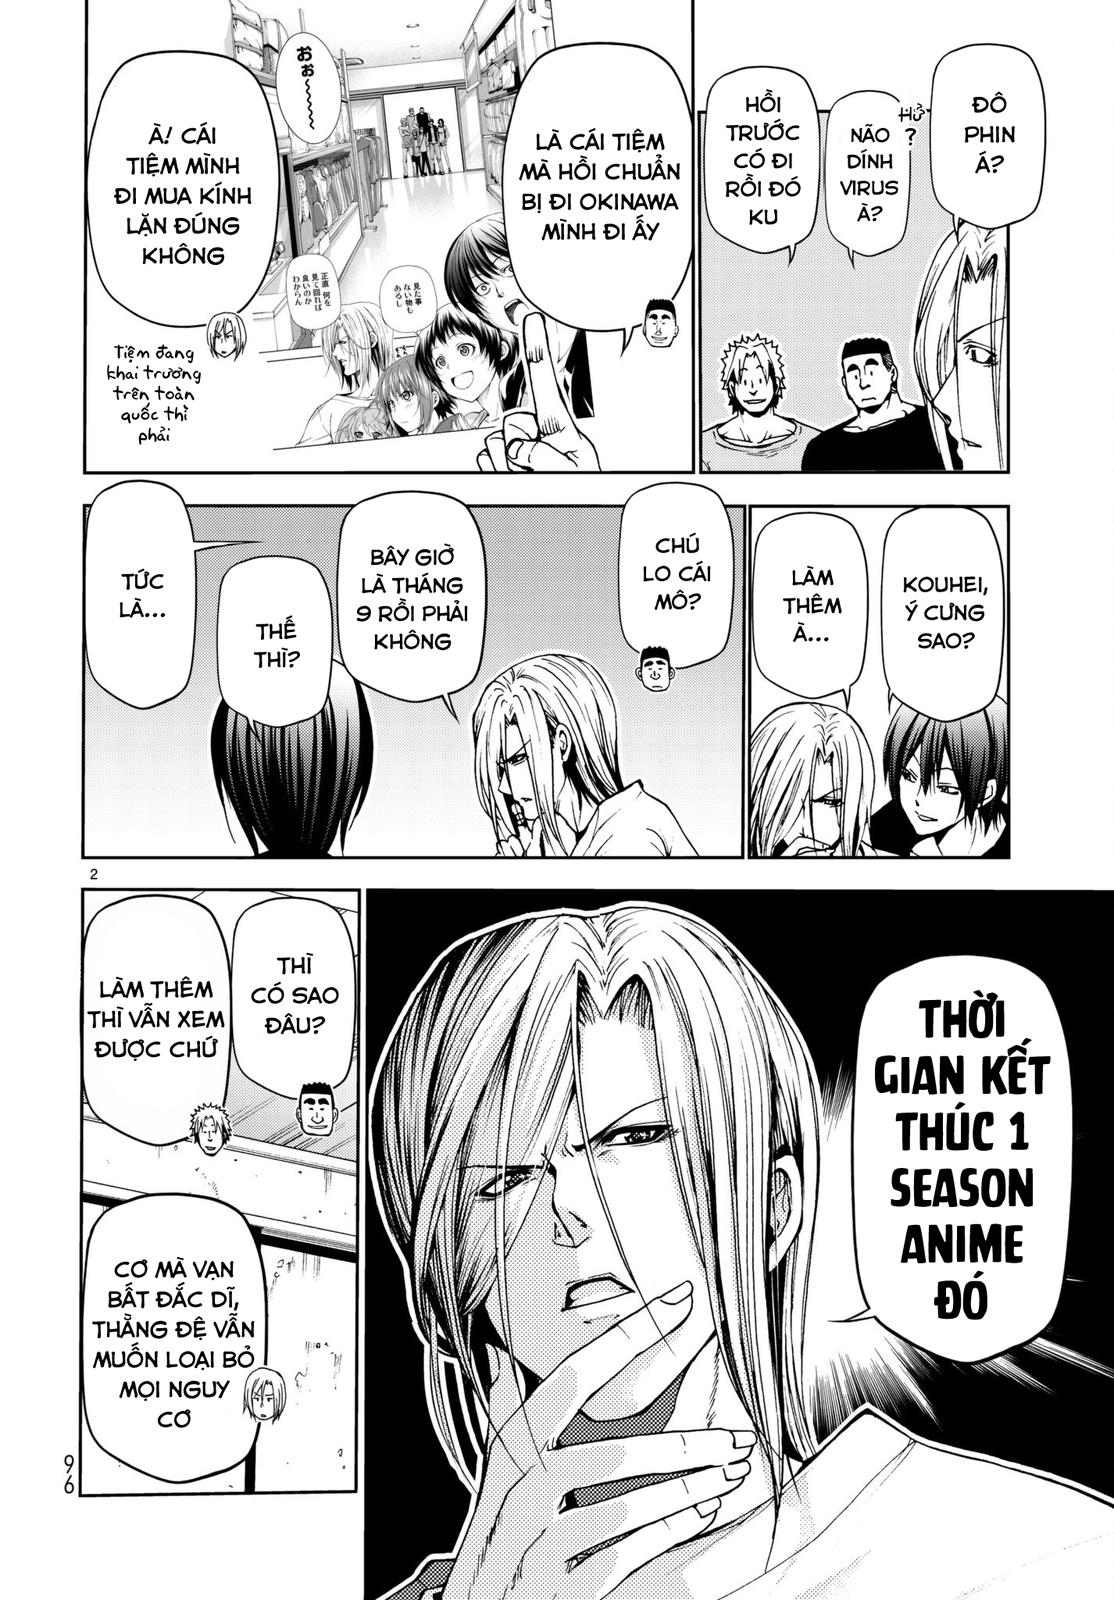 ĐÔ
PHIN
Á?
Hử
?
NÃO
DÍNH
VIRUS
À?
HỒI
TRƯỚC
CÓ ĐI
RỒI ĐÓ
KU
LÀ CÁI TIỆM
MÀ HỒI CHUẨN
BỊ ĐI OKINAWA
MÌNH ĐI ẤY
おぉ〜〜〜〜
見た事
ない物も
あるし
正直 何を
見て回れば
良いのか
わからん
À! CÁI
TIỆM MÌNH
ĐI MUA KÍNH
LẶN ĐÚNG
KHÔNG
Tiệm đang
khai trương
trên toàn
quốc thì
phải
KOUHEI,
Ý CƯNG
SAO?
LÀM
THÊM
À...
CHÚ
LO CÁI
MÔ?
BÂY GIỜ
LÀ THÁNG
9 RỒI PHẢI
KHÔNG
THẾ
THÌ?
TỨC
LÀ...
2
THỜI
GIAN KẾT
THÚC 1
SEASON
ANIME
ĐÓ
THÌ
CÓ SAO
ĐÂU?
LÀM THÊM
THÌ VẪN XEM
ĐƯỢC CHỨ
CƠ MÀ VẠN
BẤT ĐẮC DĨ,
THẰNG ĐỆ VẪN
MUỐN LOẠI BỎ
MỌI NGUY
CƠ
96